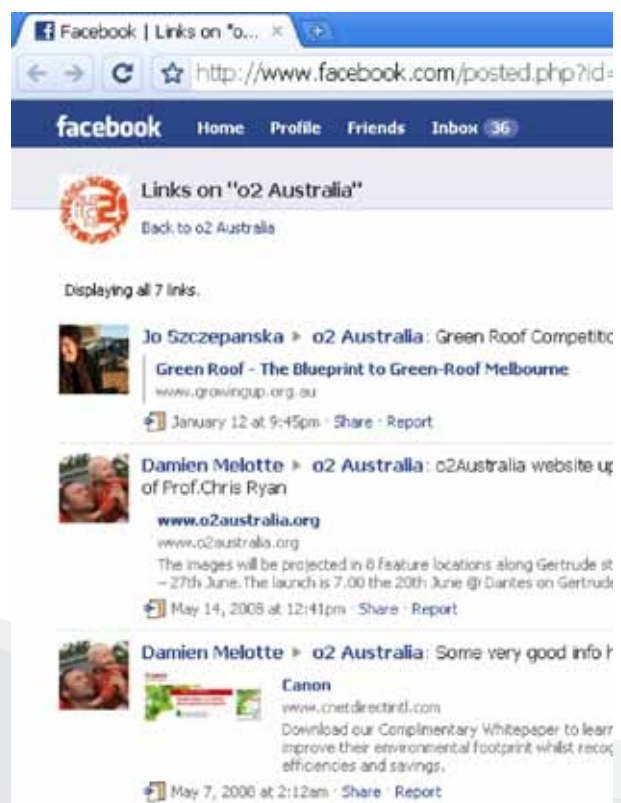 Facebook | Links on "o...
http://www.facebook.com/posted.php?id=
facebook Home Profile Friends Inbox 36
Links on "o2 Australia"
Back to o2 Australia
Displaying all 7 links.
Jo Szczepanska ▸ o2 Australia: Green Roof Competitio
Green Roof - The Blueprint to Green-Roof Melbourne
www.growingup.org.au
January 12 at 9:45pm · Share · Report
Damien Melotte ▸ o2 Australia: o2Australia website up
of Prof.Chris Ryan
www.o2australia.org
www.o2australia.org
The images will be projected in 8 feature locations along Gertrude st
– 27th June. The launch is 7.00 the 20th June @ Dantes on Gertrude
May 14, 2008 at 12:41pm · Share · Report
Damien Melotte ▸ o2 Australia: Some very good info h
Canon
www.cnetdirectintl.com
Download our Complimentary Whitepaper to learn
improve their environmental footprint whilst recog
efficiencies and savings.
May 7, 2008 at 2:12am · Share · Report